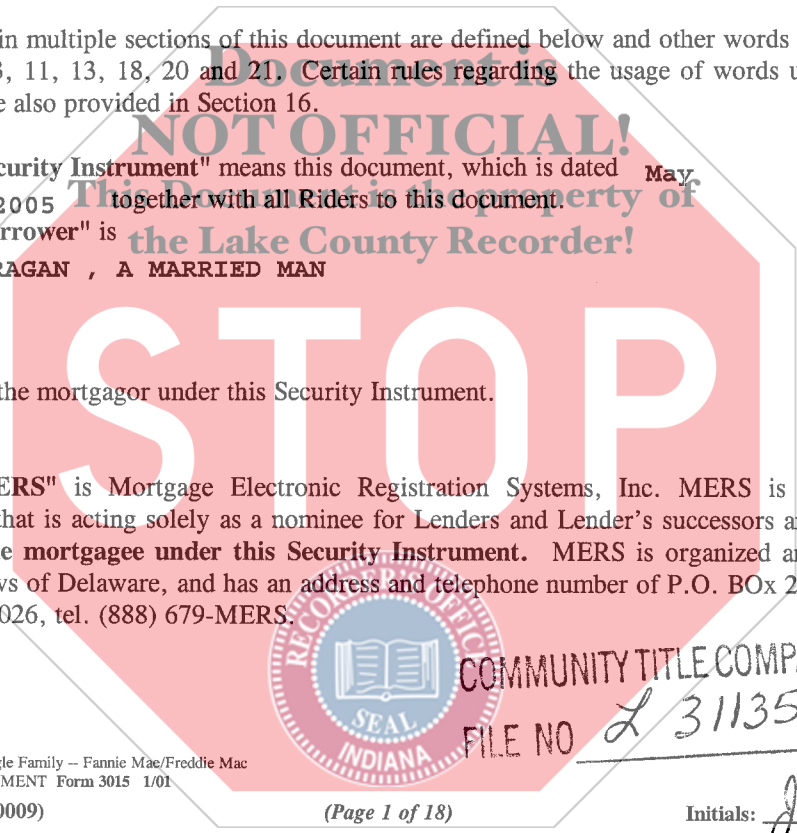 in multiple sections of this document are defined below and other words
3, 11, 13, 18, 20 and 21. Certain rules regarding the usage of words u
e also provided in Section 16.
Document is
NOT OFFICIAL!
This Document is the property of
the Lake County Recorder!
curity Instrument" means this document, which is dated May
2005 together with all Riders to this document.
rrower" is
RAGAN , A MARRIED MAN
STOP
the mortgagor under this Security Instrument.
ERS" is Mortgage Electronic Registration Systems, Inc. MERS is
that is acting solely as a nominee for Lenders and Lender's successors a
e mortgagee under this Security Instrument. MERS is organized a
ws of Delaware, and has an address and telephone number of P.O. BOx 2
026, tel. (888) 679-MERS.
RECORDER'S OFFICE
SEAL
INDIANA
COMMUNITY TITLE COMP
FILE NO L 31135
gle Family -- Fannie Mae/Freddie Mac
MENT Form 3015 1/01
0009)
(Page 1 of 18)
Initials: